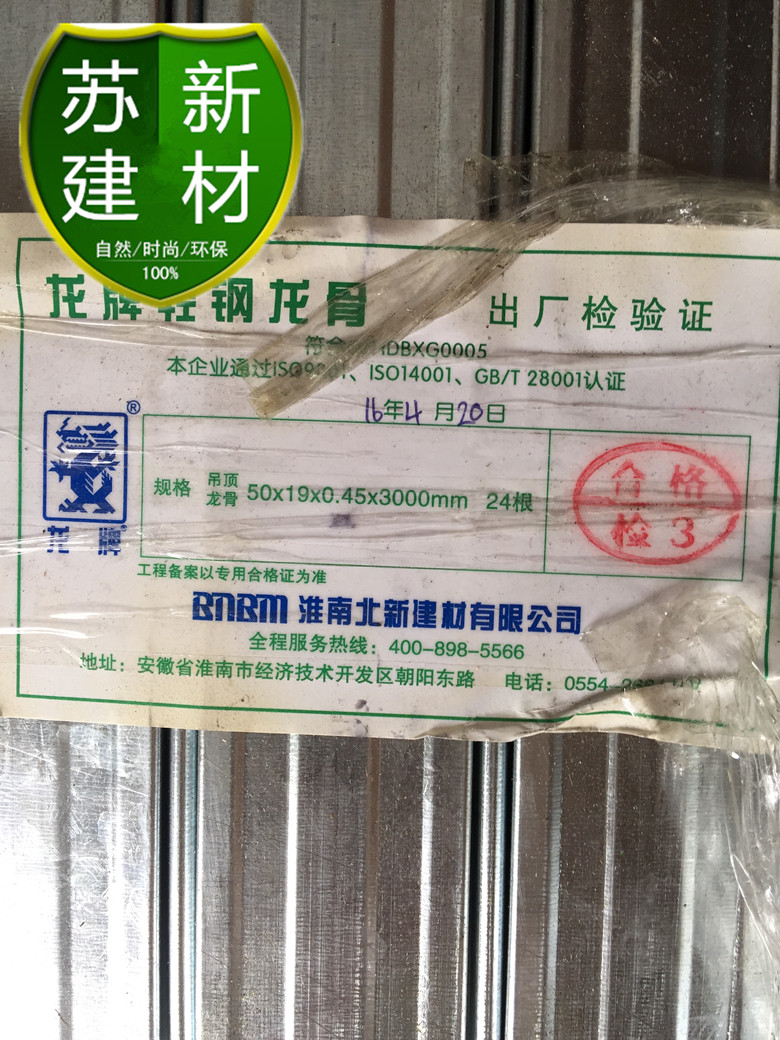 苏新
建材
自然/时尚/环保
100%
龙牌轻钢龙骨 出厂检验证
符合 DBXG0005
本企业通过ISO9001、ISO14001、GB/T 28001认证
16年4月20日
®
龙牌
规格 吊顶龙骨 50x19x0.45x3000mm 24根
合格
检3
工程备案以专用合格证为准
BNBM 淮南北新建材有限公司
全程服务热线：400-898-5566
地址：安徽省淮南市经济技术开发区朝阳东路 电话：0554-